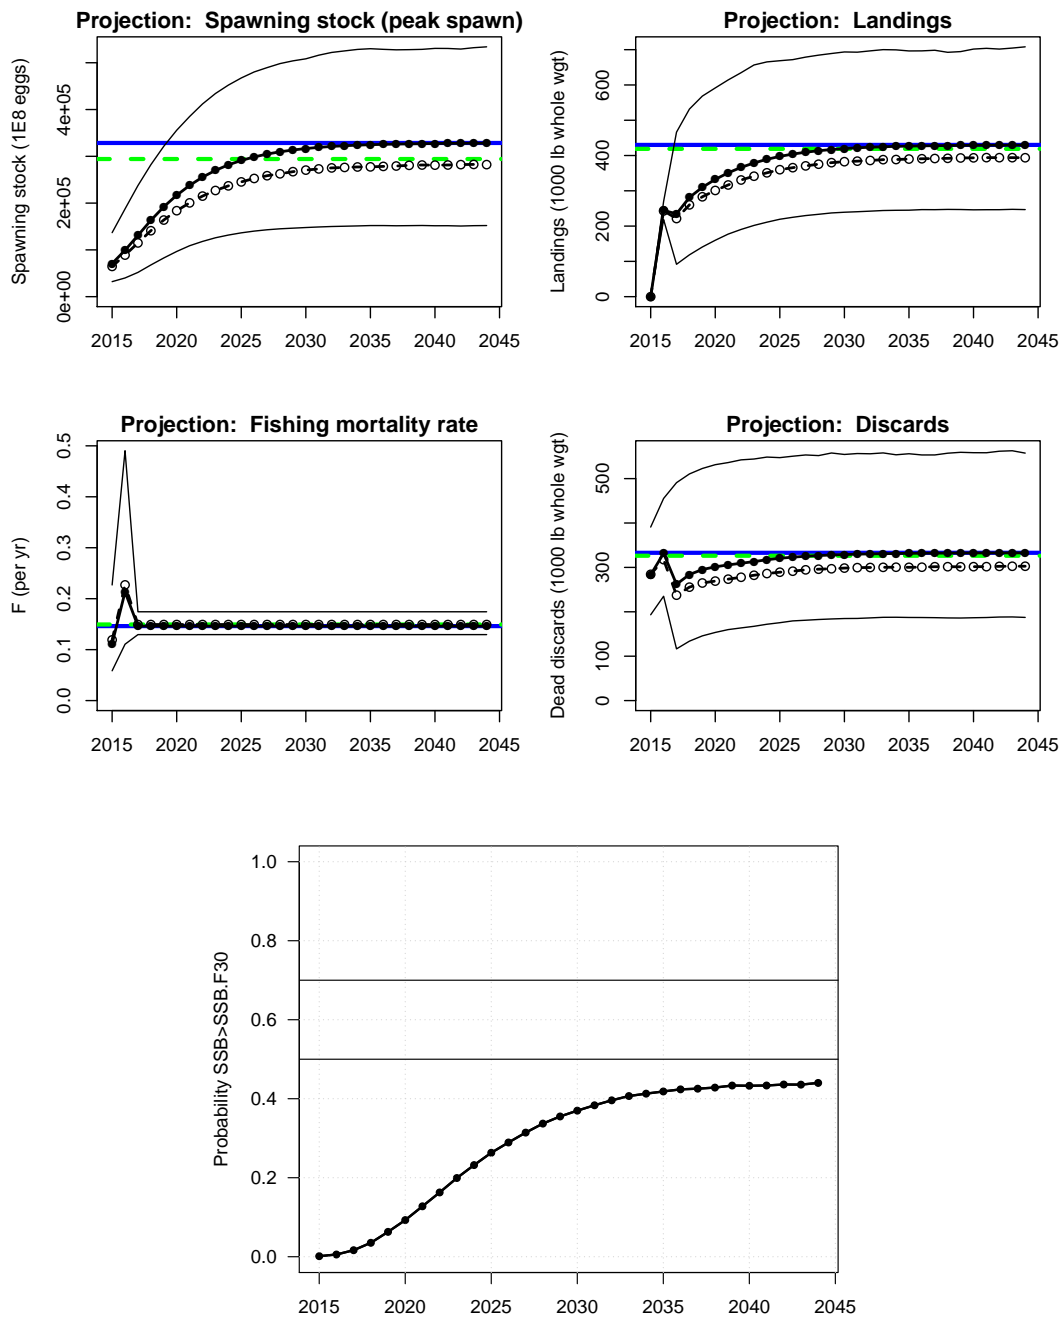 Projection:  Spawning stock (peak spawn)
Spawning stock (1E8 eggs)
0e+00 2e+05 4e+05
2015 2020 2025 2030 2035 2040 2045
Projection:  Landings
Landings (1000 lb whole wgt)
0 200 400 600
2015 2020 2025 2030 2035 2040 2045
Projection:  Fishing mortality rate
F (per yr)
0.0 0.1 0.2 0.3 0.4 0.5
2015 2020 2025 2030 2035 2040 2045
Projection:  Discards
Dead discards (1000 lb whole wgt)
0 100 300 500
2015 2020 2025 2030 2035 2040 2045
Probability SSB>SSB.F30
1.0
0.8
0.6
0.4
0.2
0.0
2015 2020 2025 2030 2035 2040 2045